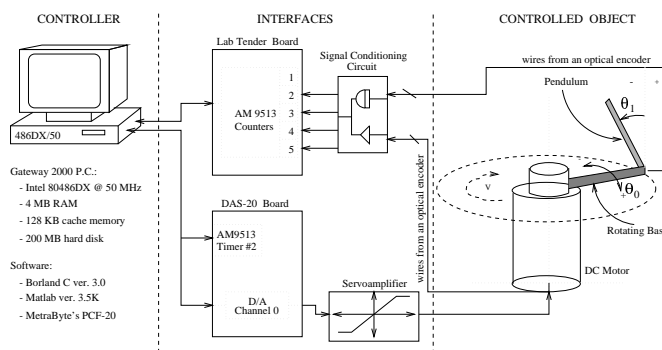 CONTROLLER
INTERFACES
CONTROLLED OBJECT
Lab Tender Board
1
2
3
4
5
AM 9513
Counters
Signal Conditioning
Circuit
wires from an optical encoder
Pendulum
- +
θ1
486DX/50
Gateway 2000 P.C.:
- Intel 80486DX @ 50 MHz
- 4 MB RAM
- 128 KB cache memory
- 200 MB hard disk
Software:
- Borland C ver. 3.0
- Matlab ver. 3.5K
- MetraByte's PCF-20
DAS-20 Board
AM9513
Timer #2
D/A
Channel 0
wires from an optical encoder
Servoamplifier
v
-
+
θ0
Rotating Bas
DC Motor